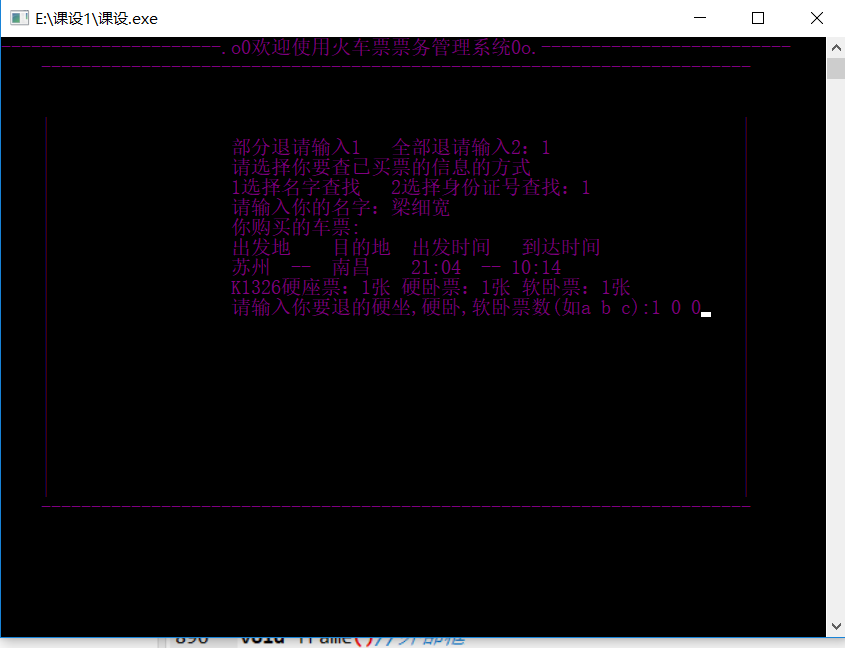 E:\课设1\课设.exe
-----------------------.o0欢迎使用火车票票务管理系统0o.-------------------------
-----------------------------------------------------------------------
部分退请输入1 全部退请输入2：1
请选择你要查已买票的信息的方式
1选择名字查找 2选择身份证号查找：1
请输入你的名字：梁细宽
你购买的车票:
出发地 目的地 出发时间 到达时间
苏州 -- 南昌 21:04 -- 10:14
K1326硬座票：1张 硬卧票：1张 软卧票：1张
请输入你要退的硬坐,硬卧,软卧票数(如a b c):1 0 0
-----------------------------------------------------------------------
896 void frame()//外部框